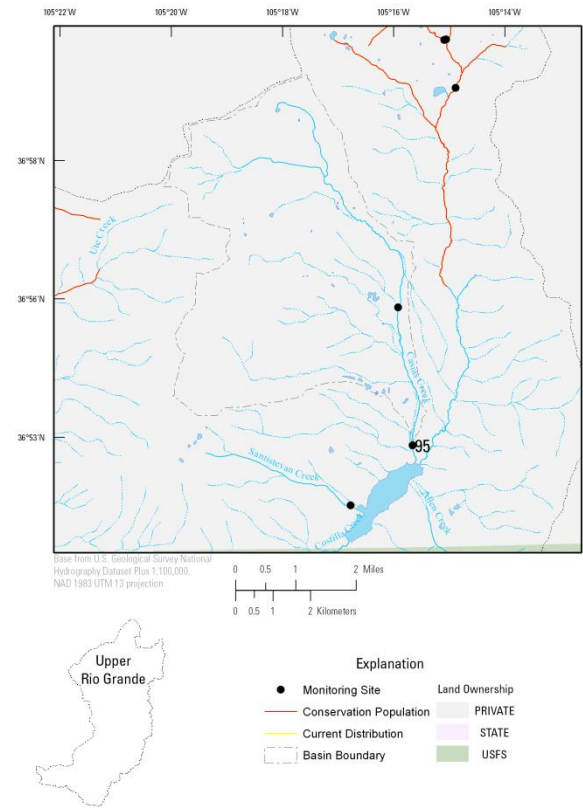 105°22'W 105°20'W 105°18'W 105°16'W 105°14'W
36°58'N
Ute Creek
36°56'N
Casias Creek
36°53'N
95
Santistevan Creek
Costilla Creek
Allen Creek
Base from U.S. Geological Survey National
Hydrography Dataset Plus 1:100,000.
NAD 1983 UTM 13 projection.
0 0.5 1 2 Miles
0 0.5 1 2 Kilometers
Upper
Rio Grande
Explanation
Monitoring Site
Conservation Population
Current Distribution
Basin Boundary
Land Ownership
PRIVATE
STATE
USFS